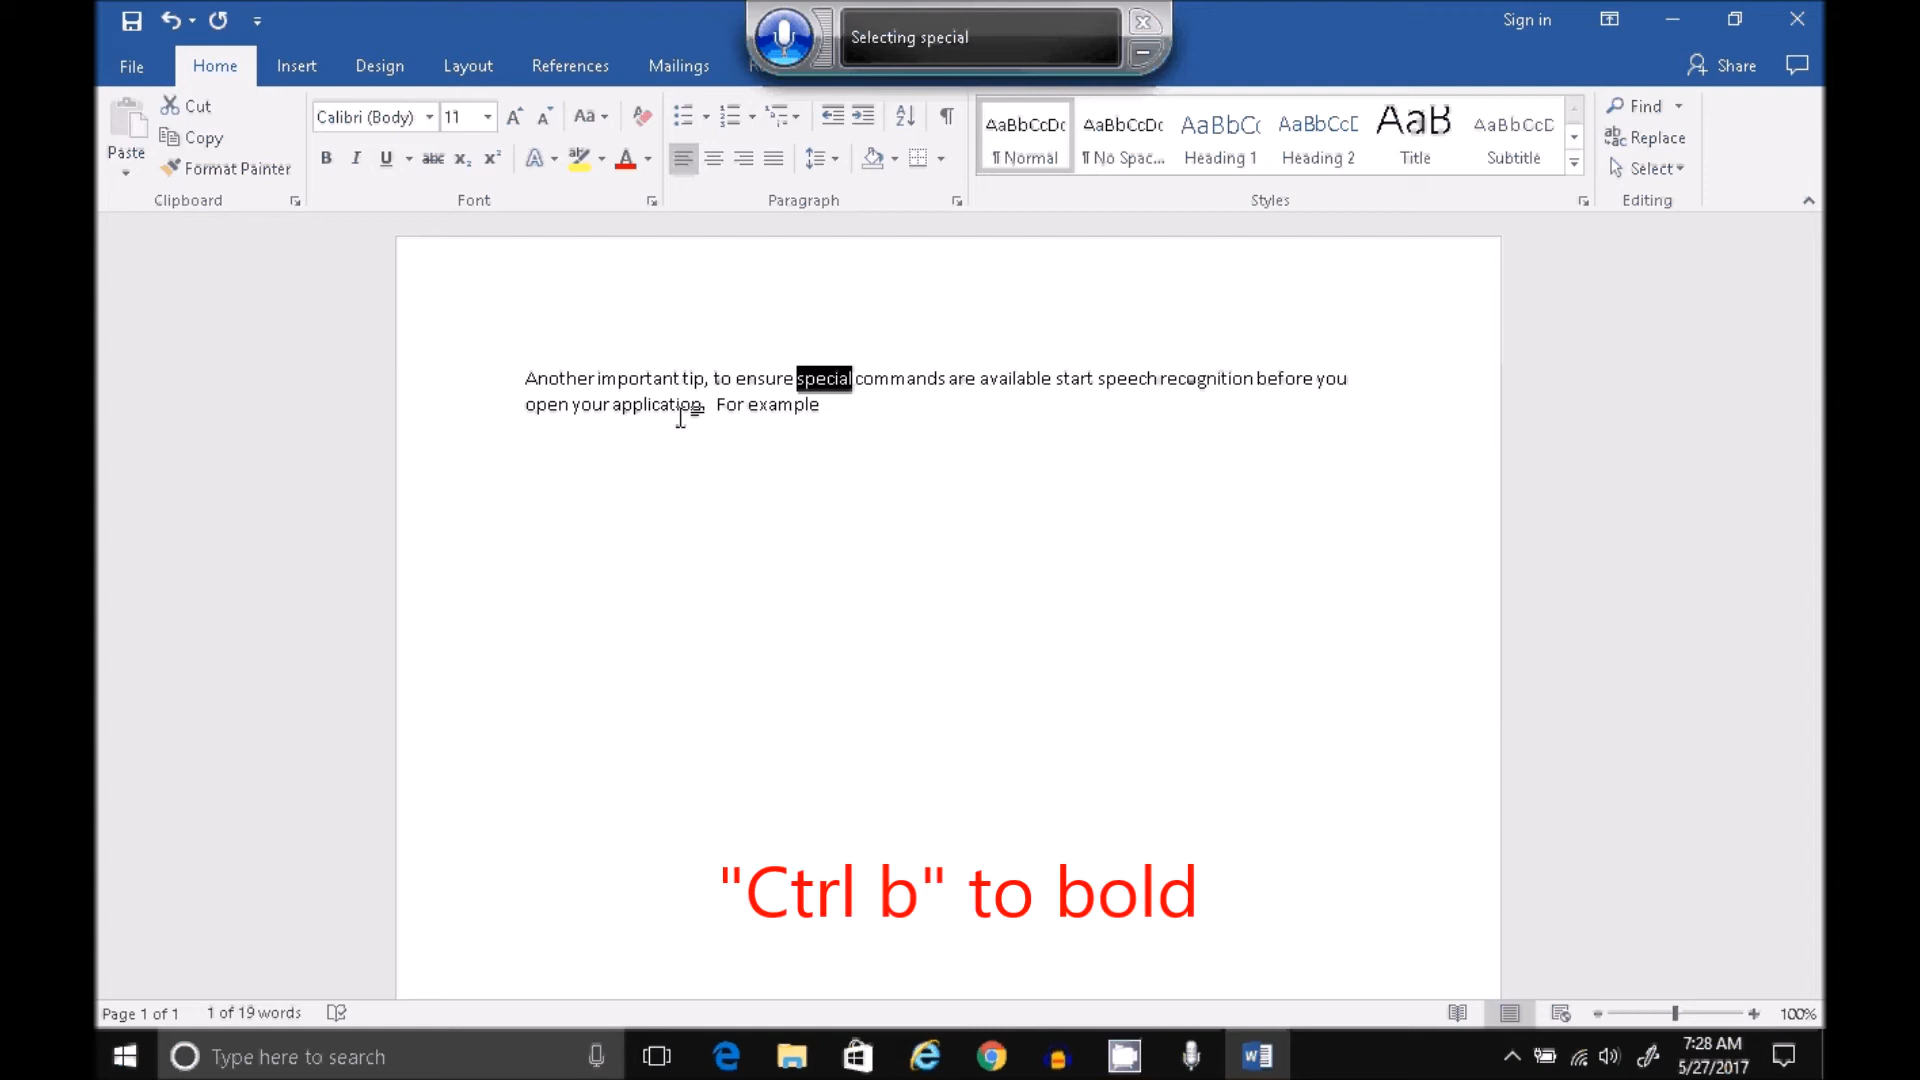 Selecting special
Sign in
File Home Insert Design Layout References Mailings
Share
Cut
Copy
Format Painter
Paste
Clipboard
Calibri (Body) 11
Aa
B I U abc x₂ x² A ab A
Font
Paragraph
AaBbCcDc AaBbCcDc AaBbCc AaBbCcD AaB AaBbCcD
¶ Normal ¶ No Spac... Heading 1 Heading 2 Title Subtitle
Styles
Find
Replace
Select
Editing
Another important tip, to ensure special commands are available start speech recognition before you
open your application. For example
"Ctrl b" to bold
Page 1 of 1 1 of 19 words
100%
Type here to search
7:28 AM
5/27/2017